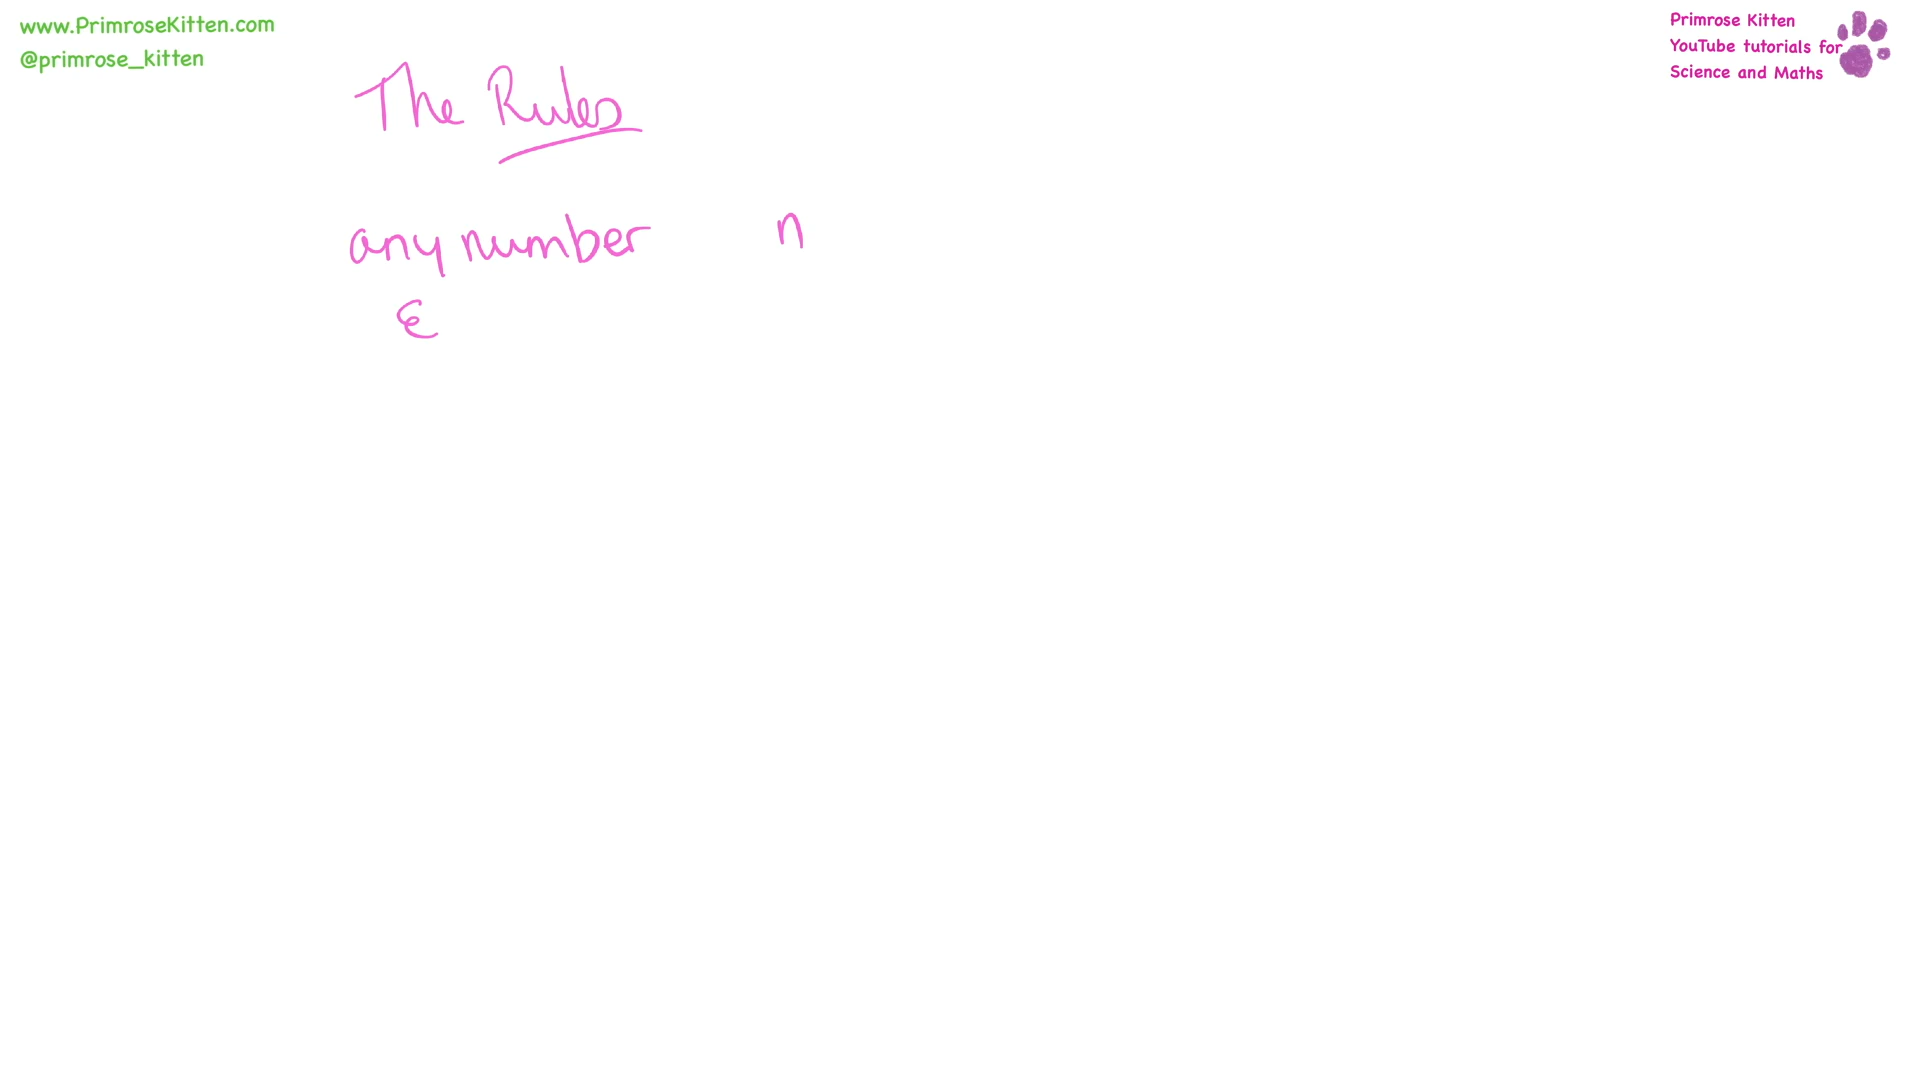 www.PrimroseKitten.com
@primrose_kitten
Primrose Kitten
YouTube tutorials for
Science and Maths
The Rules
any number n
&